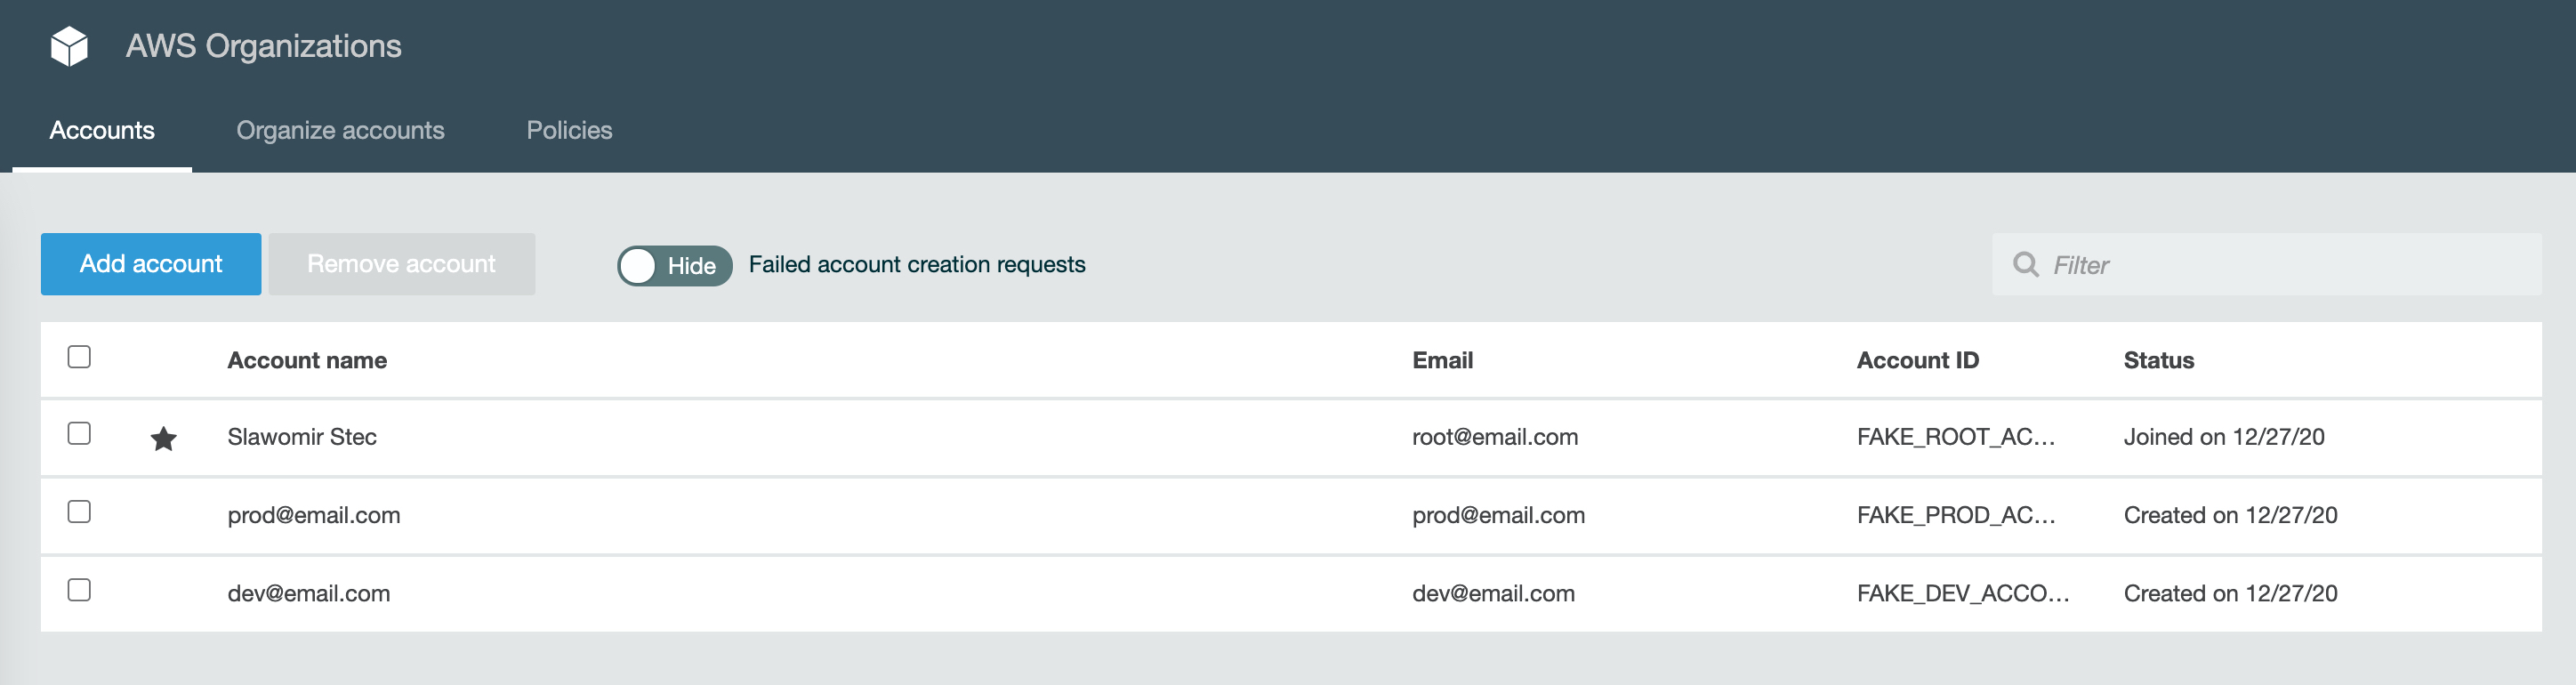 AWS Organizations
Accounts Organize accounts Policies
Add account Remove account Hide Failed account creation requests Filter
Account name Email Account ID Status
Slawomir Stec root@email.com FAKE_ROOT_AC... Joined on 12/27/20
prod@email.com prod@email.com FAKE_PROD_AC... Created on 12/27/20
dev@email.com dev@email.com FAKE_DEV_ACCO... Created on 12/27/20